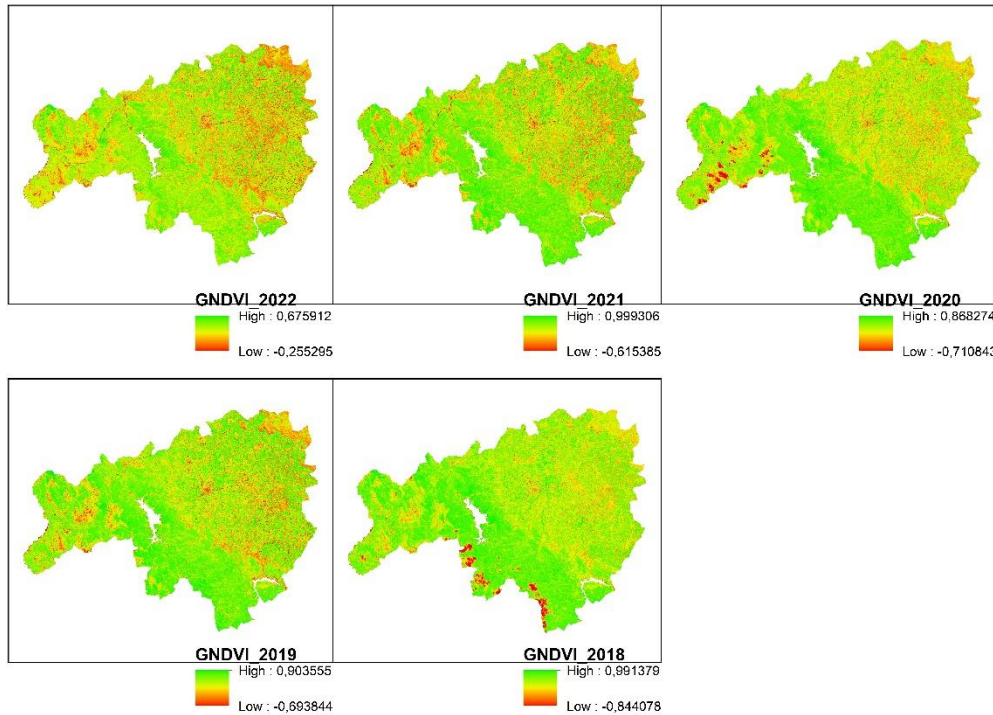 GNDVI_2022
High : 0,675912
Low : -0,255295
GNDVI_2021
High : 0,999306
Low : -0,615385
GNDVI_2020
High : 0,868274
Low : -0,710843
GNDVI_2019
High : 0,903555
Low : -0,693844
GNDVI_2018
High : 0,991379
Low : -0,844078